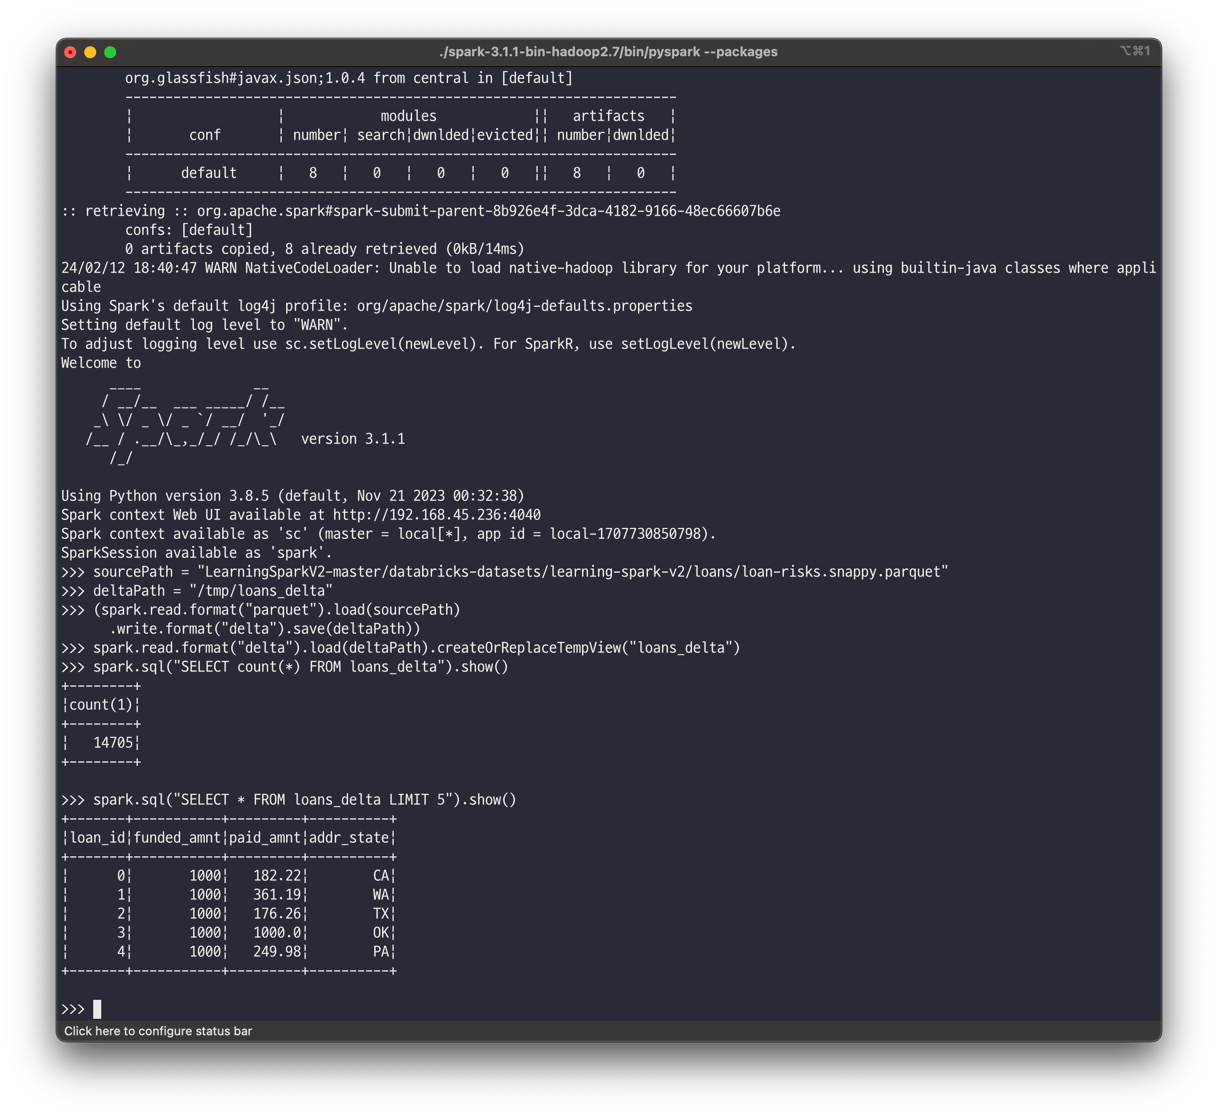 ./spark-3.1.1-bin-hadoop2.7/bin/pyspark --packages
⌥⌘1
org.glassfish#javax.json;1.0.4 from central in [default]
---------------------------------------------------------------------
|                  |            modules            ||   artifacts   |
|       conf       | number| search|dwnlded|evicted|| number|dwnlded|
---------------------------------------------------------------------
|      default     |   8   |   0   |   0   |   0   ||   8   |   0   |
---------------------------------------------------------------------
:: retrieving :: org.apache.spark#spark-submit-parent-8b926e4f-3dca-4182-9166-48ec66607b6e
confs: [default]
0 artifacts copied, 8 already retrieved (0kB/14ms)
24/02/12 18:40:47 WARN NativeCodeLoader: Unable to load native-hadoop library for your platform... using builtin-java classes where appli
cable
Using Spark's default log4j profile: org/apache/spark/log4j-defaults.properties
Setting default log level to "WARN".
To adjust logging level use sc.setLogLevel(newLevel). For SparkR, use setLogLevel(newLevel).
Welcome to
      ____              __
     / __/__  ___ _____/ /__
    _\ \/ _ \/ _ `/ __/  '_/
   /__ / .__/\_,_/_/ /_/\_\   version 3.1.1
      /_/
Using Python version 3.8.5 (default, Nov 21 2023 00:32:38)
Spark context Web UI available at http://192.168.45.236:4040
Spark context available as 'sc' (master = local[*], app id = local-1707730850798).
SparkSession available as 'spark'.
>>> sourcePath = "LearningSparkV2-master/databricks-datasets/learning-spark-v2/loans/loan-risks.snappy.parquet"
>>> deltaPath = "/tmp/loans_delta"
>>> (spark.read.format("parquet").load(sourcePath)
      .write.format("delta").save(deltaPath))
>>> spark.read.format("delta").load(deltaPath).createOrReplaceTempView("loans_delta")
>>> spark.sql("SELECT count(*) FROM loans_delta").show()
+--------+
|count(1)|
+--------+
|   14705|
+--------+
>>> spark.sql("SELECT * FROM loans_delta LIMIT 5").show()
+-------+-----------+---------+----------+
|loan_id|funded_amnt|paid_amnt|addr_state|
+-------+-----------+---------+----------+
|      0|       1000|   182.22|        CA|
|      1|       1000|   361.19|        WA|
|      2|       1000|   176.26|        TX|
|      3|       1000|   1000.0|        OK|
|      4|       1000|   249.98|        PA|
+-------+-----------+---------+----------+
>>>
Click here to configure status bar